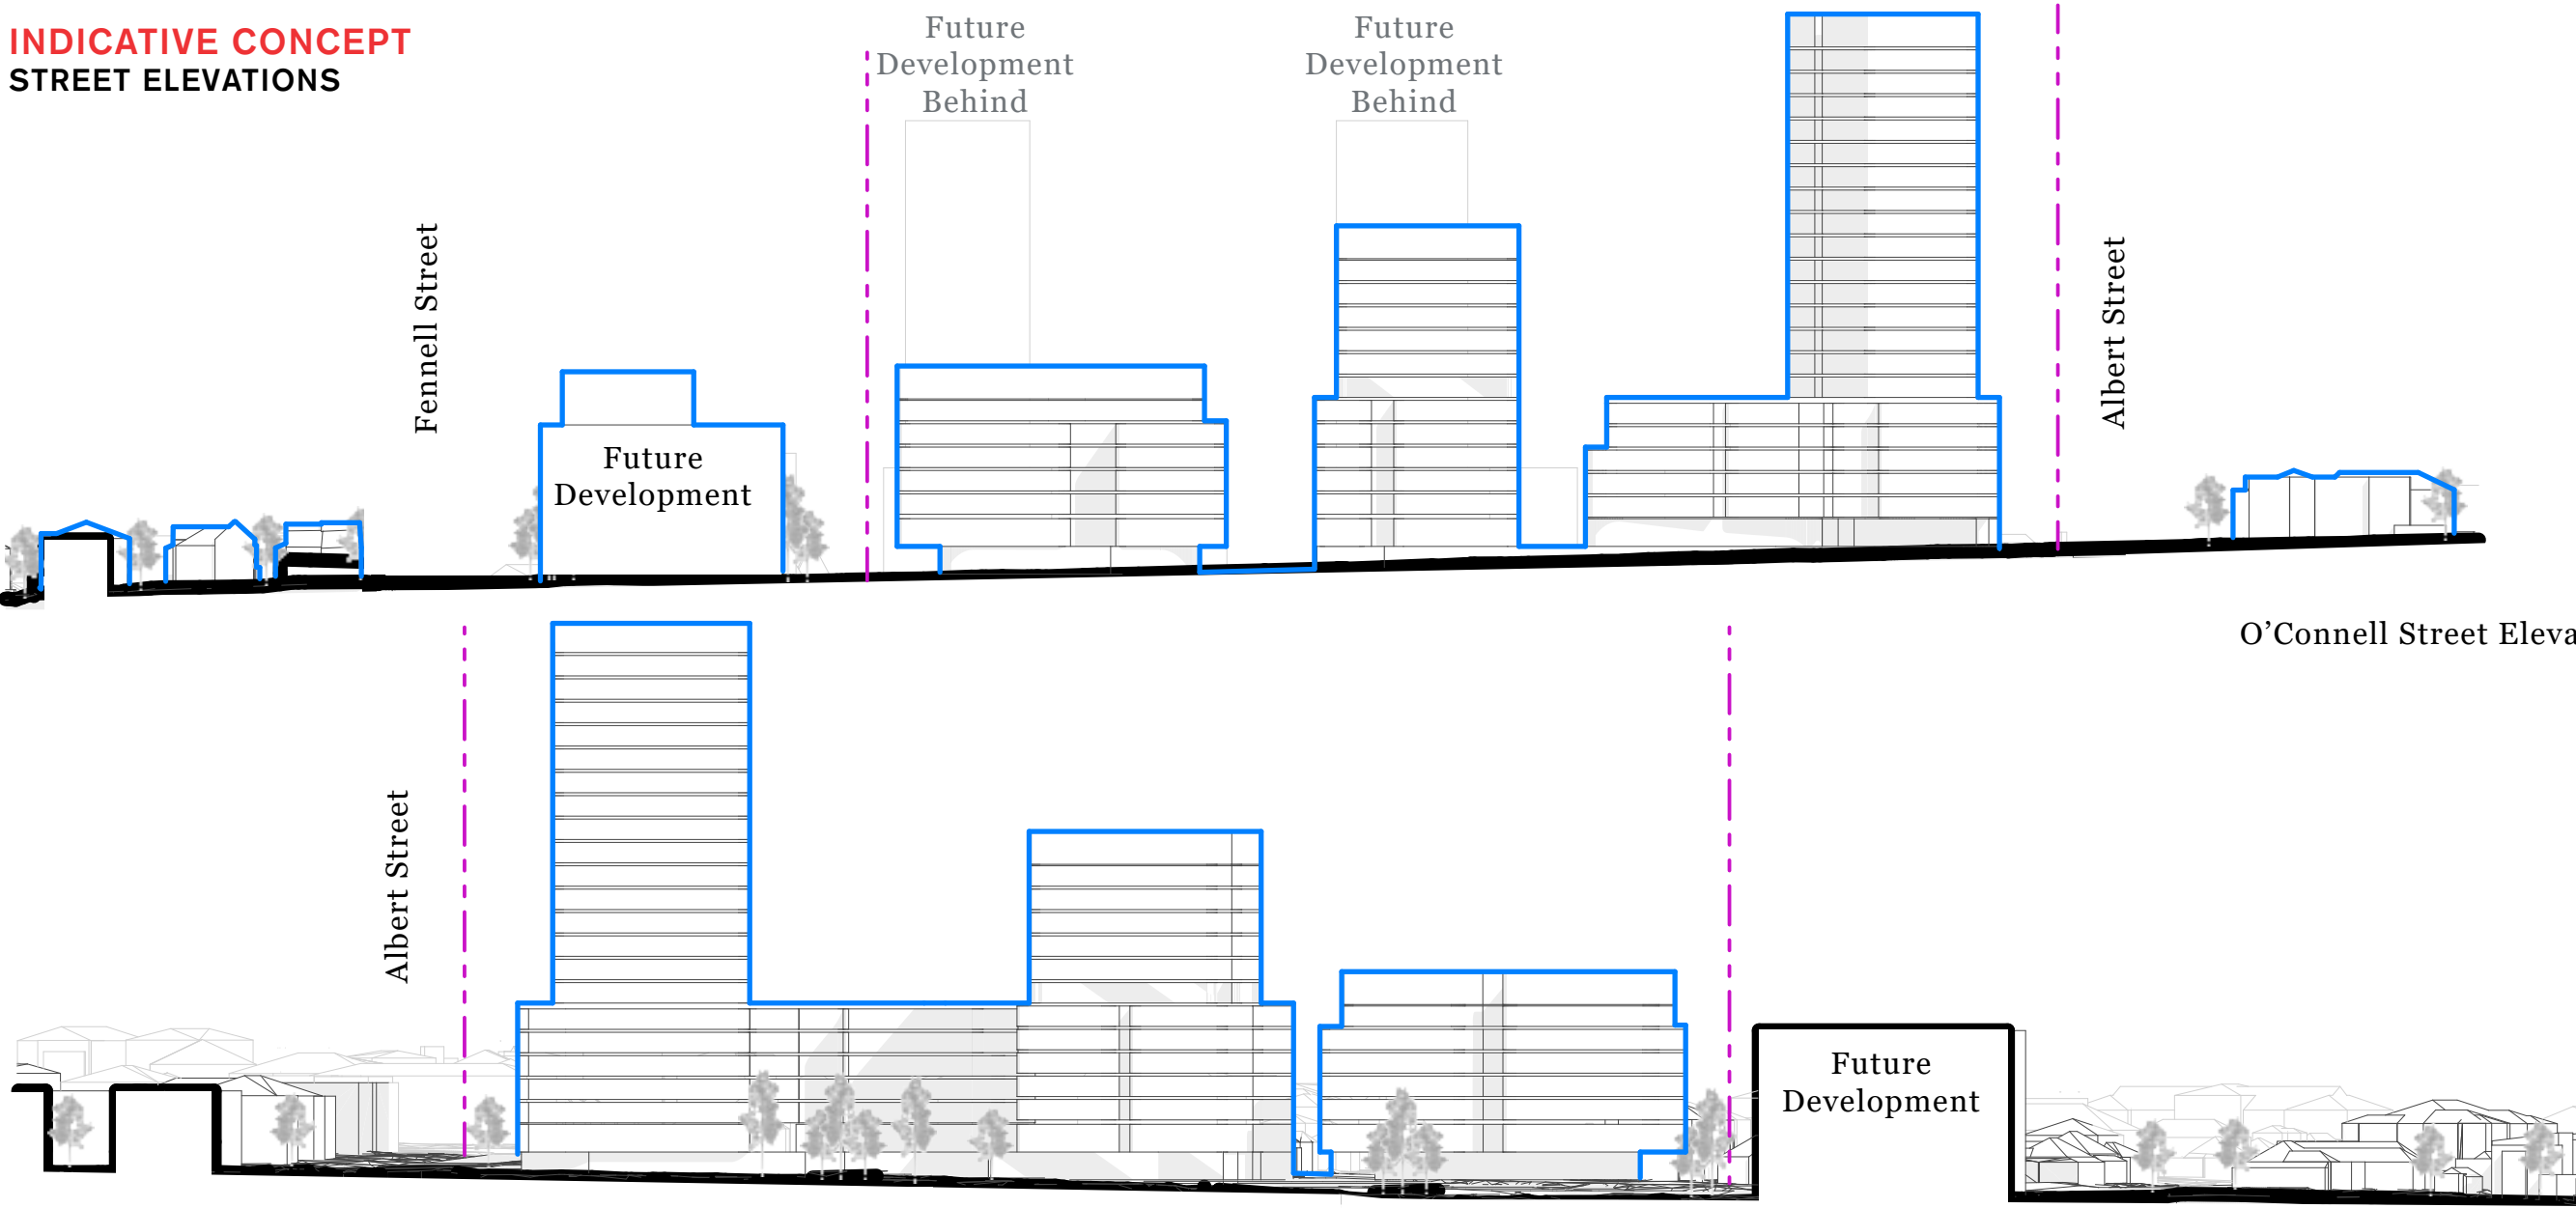 INDICATIVE CONCEPT
STREET ELEVATIONS
Future
Development
Behind
Future
Development
Behind
Fennell Street
Future
Development
Albert Street
O’Connell Street
Albert Street
Future
Development